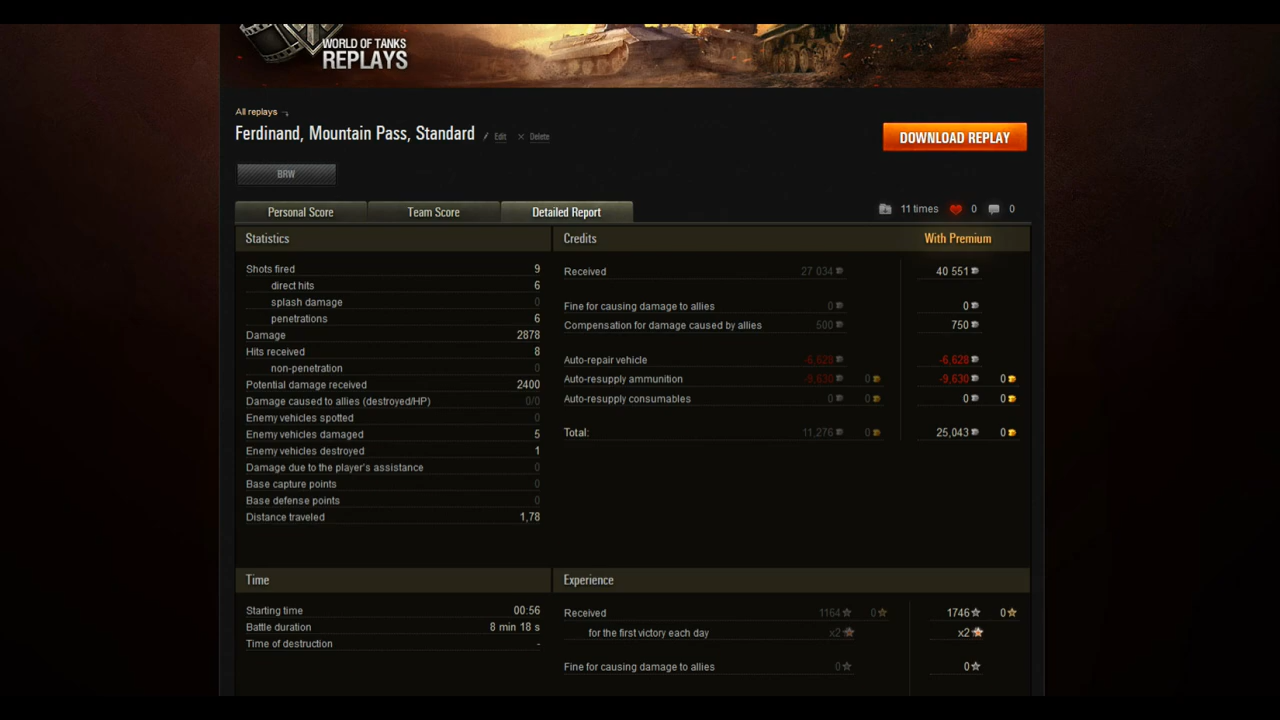 WORLD OF TANKS
REPLAYS
All replays
Ferdinand, Mountain Pass, Standard Edit × Delete
DOWNLOAD REPLAY
BRW
Personal Score Team Score Detailed Report 11 times 0 0
Statistics
Shots fired 9
direct hits 6
splash damage 0
penetrations 6
Damage 2878
Hits received 8
non-penetration 0
Potential damage received 2400
Damage caused to allies (destroyed/HP) 0/0
Enemy vehicles spotted 0
Enemy vehicles damaged 5
Enemy vehicles destroyed 1
Damage due to the player's assistance 0
Base capture points 0
Base defense points 0
Distance traveled 1,78
Credits With Premium
Received 27 034 40 551
Fine for causing damage to allies 0 0
Compensation for damage caused by allies 500 750
Auto-repair vehicle -6,628 -6,628
Auto-resupply ammunition -9,630 0 -9,630 0
Auto-resupply consumables 0 0 0 0
Total: 11,276 0 25,043 0
Time
Starting time 00:56
Battle duration 8 min 18 s
Time of destruction -
Experience
Received 1164 0 1746 0
for the first victory each day x2 x2
Fine for causing damage to allies 0 0